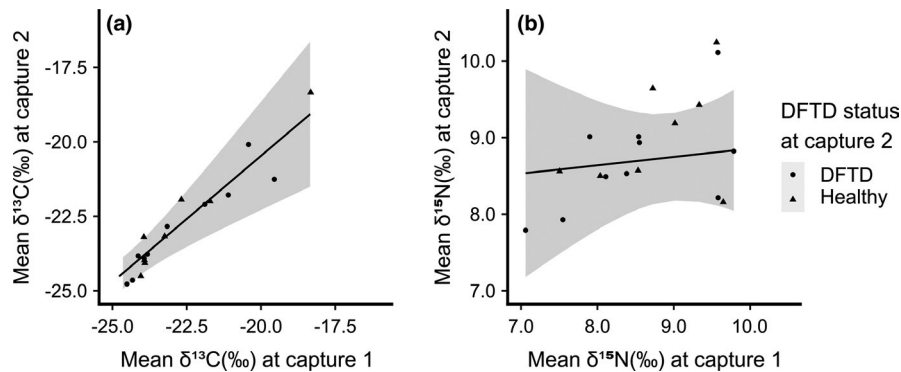 (a)
Mean δ¹³C(‰) at capture 2
-17.5
-20.0
-22.5
-25.0
-25.0 -22.5 -20.0 -17.5
Mean δ¹³C(‰) at capture 1
(b)
Mean δ¹⁵N(‰) at capture 2
10.0
9.0
8.0
7.0
7.0 8.0 9.0 10.0
Mean δ¹⁵N(‰) at capture 1
DFTD status
at capture 2
DFTD
Healthy